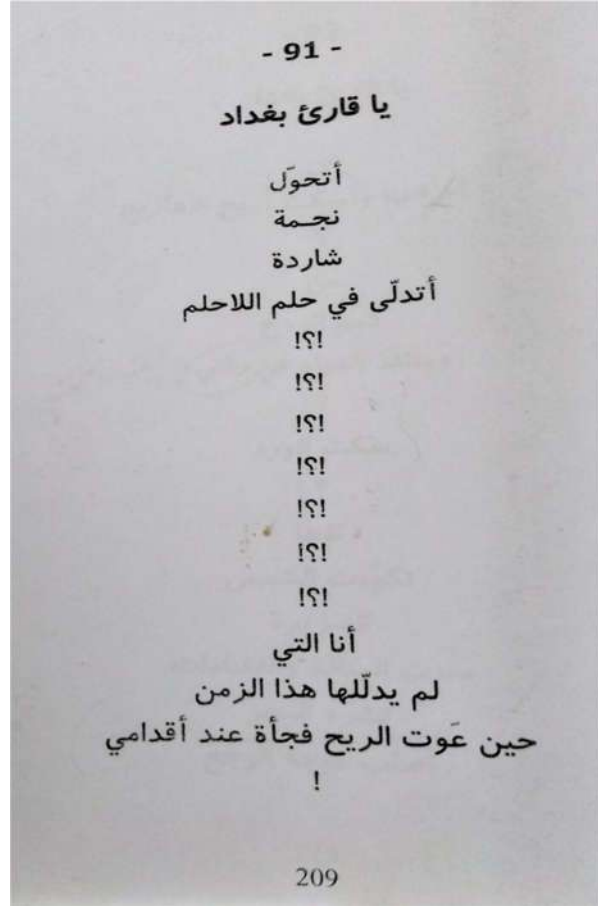 - 91 -
يا قارئ بغداد
أتحوّل
نجـمة
شاردة
أتدلّى في حلم اللاحلم
!؟!
!؟!
!؟!
!؟!
!؟!
!؟!
!؟!
أنا التي
لم يدلّلها هذا الزمن
حين عَوت الريح فجأة عند أقدامي
!
209